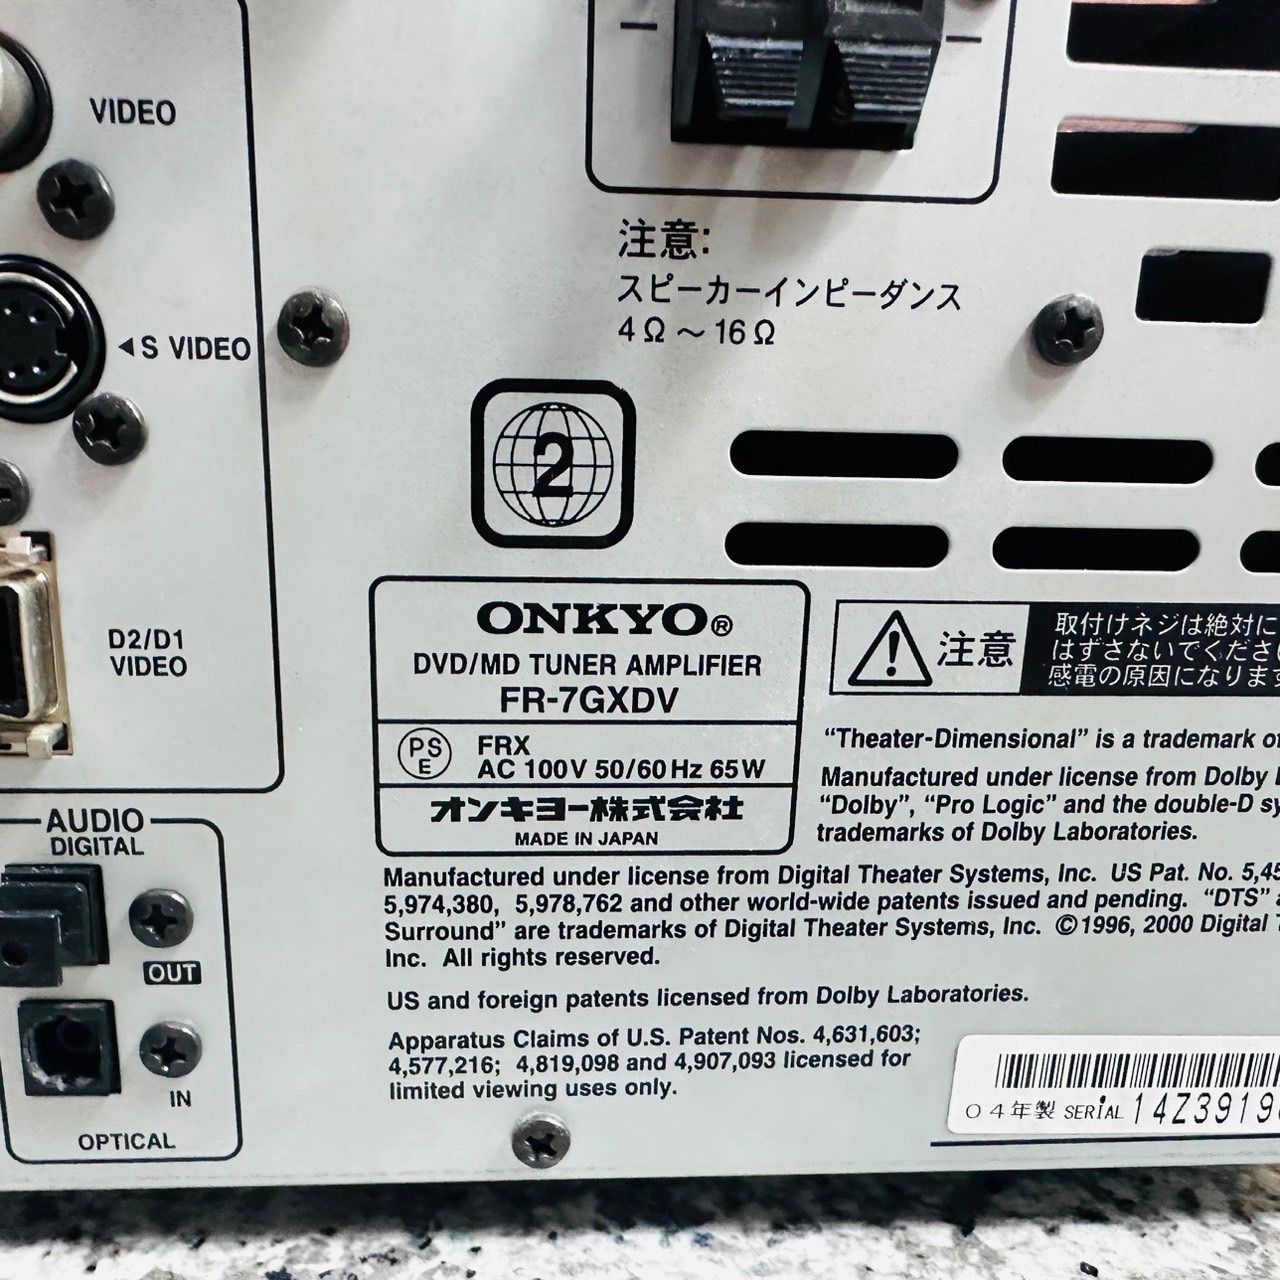 VIDEO
◀S VIDEO
D2/D1
VIDEO
AUDIO
DIGITAL
OUT
IN
OPTICAL
注意:
スピーカーインピーダンス
4Ω～16Ω
2
ONKYO®
DVD/MD TUNER AMPLIFIER
FR-7GXDV
PS
E
FRX
AC 100V 50/60Hz 65W
オンキヨー株式会社
MADE IN JAPAN
注意
取付けネジは絶対に
はずさないでくださ
感電の原因になります
"Theater-Dimensional" is a trademark of
Manufactured under license from Dolby
"Dolby", "Pro Logic" and the double-D
trademarks of Dolby Laboratories.
Manufactured under license from Digital Theater Systems, Inc. US Pat. No. 5,45
5,974,380, 5,978,762 and other world-wide patents issued and pending. "DTS"
Surround" are trademarks of Digital Theater Systems, Inc. ©1996, 2000 Digital
Inc. All rights reserved.
US and foreign patents licensed from Dolby Laboratories.
Apparatus Claims of U.S. Patent Nos. 4,631,603;
4,577,216; 4,819,098 and 4,907,093 licensed for
limited viewing uses only.
04年製 SERIAL 14Z3919